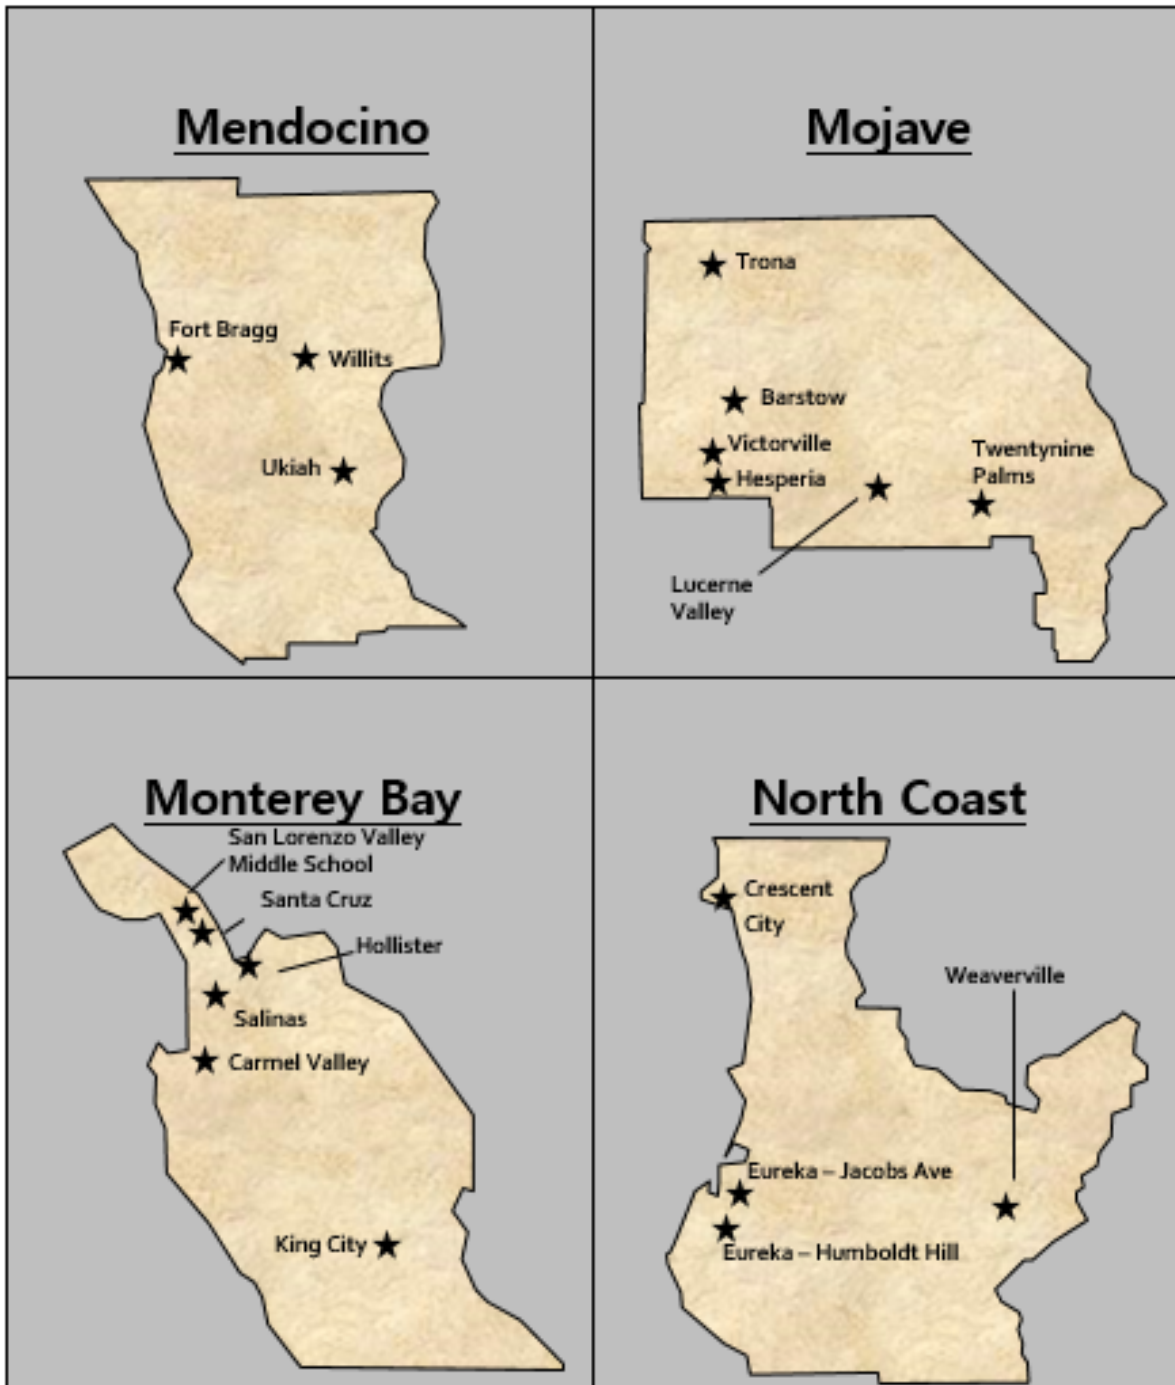 Mendocino
Fort Bragg
Willits
Ukiah
Mojave
Trona
Barstow
Victorville
Hesperia
Twentynine
Palms
Lucerne
Valley
Monterey Bay
San Lorenzo Valley
Middle School
Santa Cruz
Hollister
Salinas
Carmel Valley
King City
North Coast
Crescent
City
Weaverville
Eureka – Jacobs Ave
Eureka – Humboldt Hill